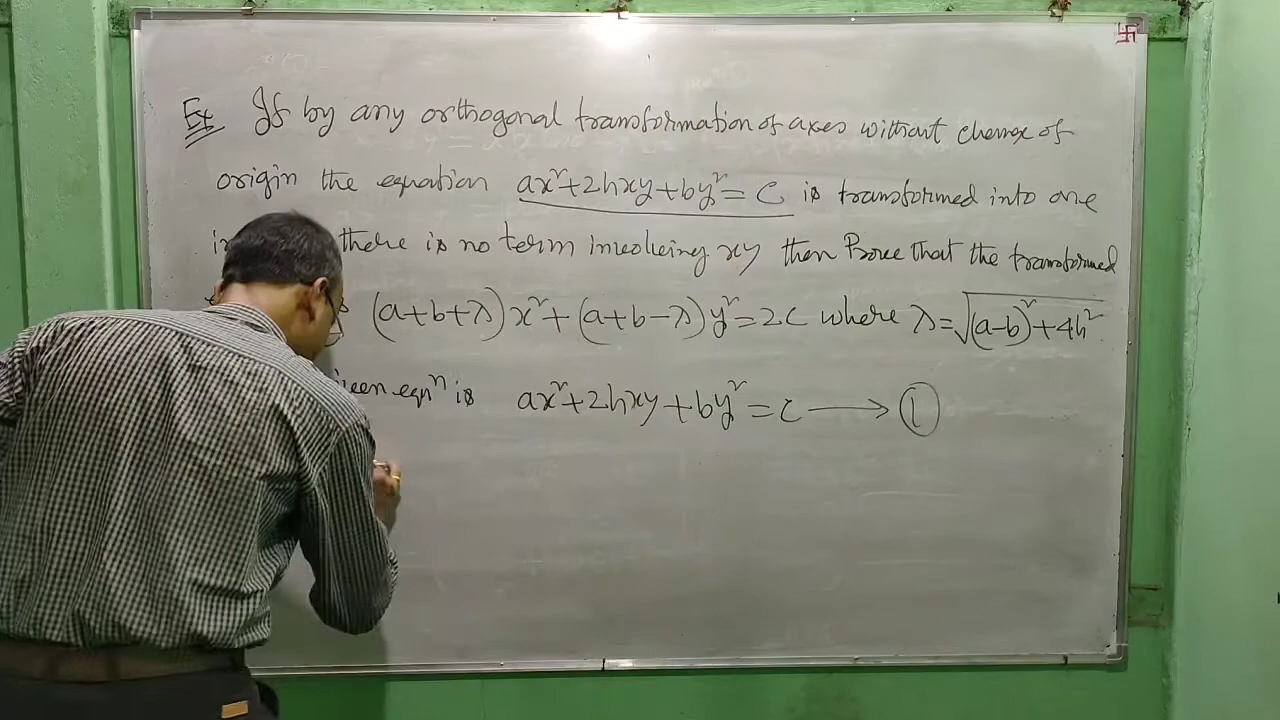 Ex If by any orthogonal transformation of axes without change of
origin the equation ax²+2hxy+by²=C is transformed into one
there is no term involving xy then Prove that the transformed
(a+b+λ)x²+(a+b-λ)y²=2C where λ=√(a-b)²+4h²
eqnⁿ is ax²+2hxy+by²=c → ①